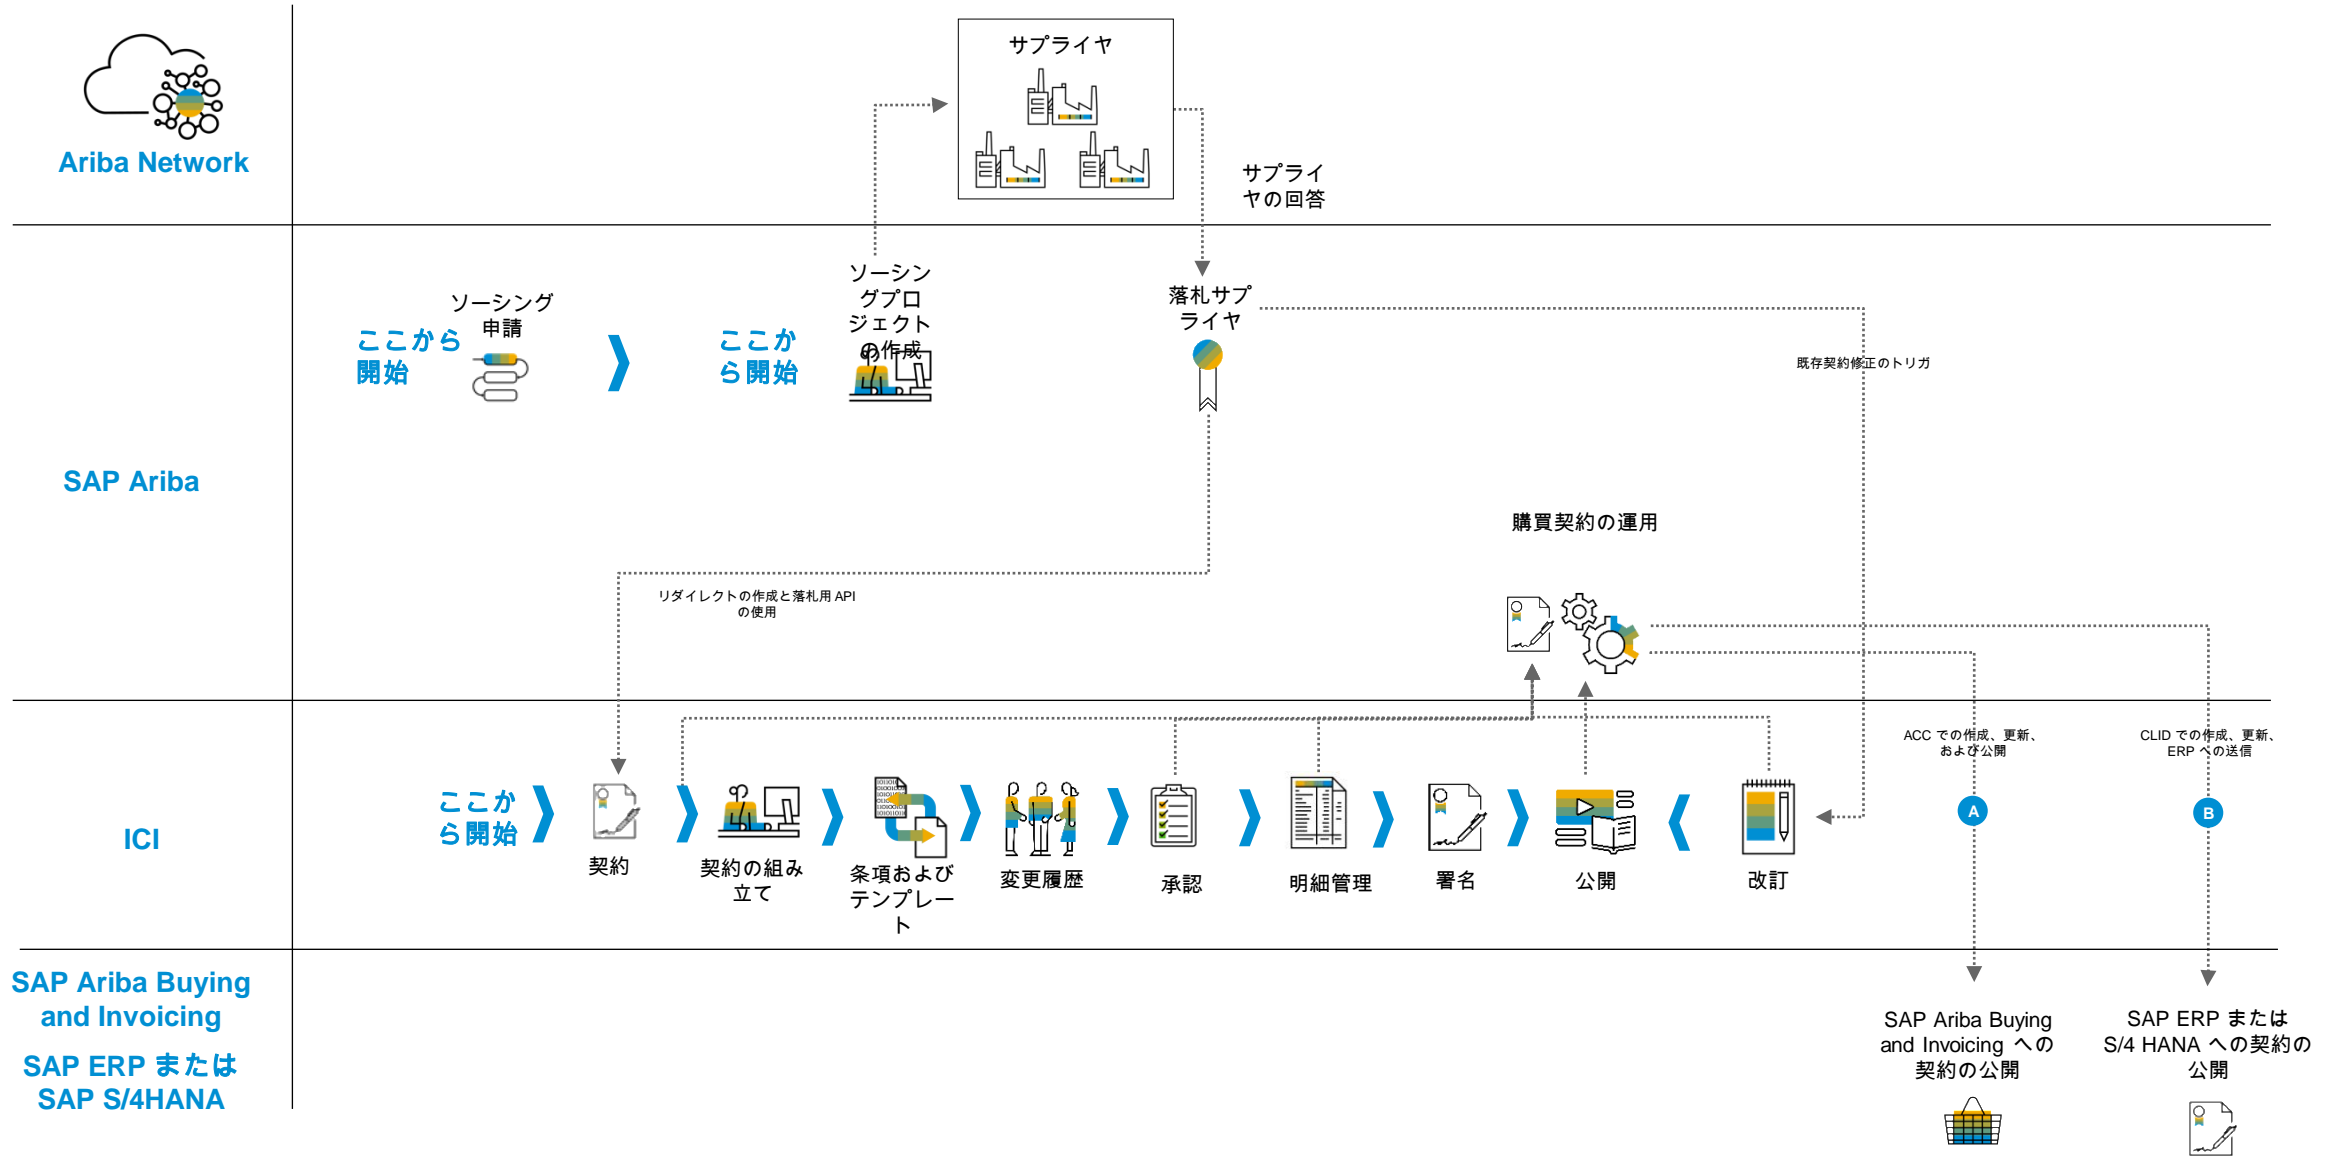 Ariba Network
サプライヤ
サプライ
ヤの回答
SAP Ariba
ここから
開始
ソーシング
申請
ここか
ら開始
ソーシン
グプロ
ジェクト
の作成
落札サプ
ライヤ
既存契約修正のトリガ
リダイレクトの作成と落札用 API
の使用
購買契約の運用
ICI
ここか
ら開始
契約
契約の組み
立て
条項および
テンプレー
ト
変更履歴
承認
明細管理
署名
公開
改訂
ACC での作成、更新、
および公開
A
CLID での作成、更新、
ERP への送信
B
SAP Ariba Buying
and Invoicing
SAP ERP または
SAP S/4HANA
SAP Ariba Buying
and Invoicing への
契約の公開
SAP ERP または
S/4 HANA への契約の
公開